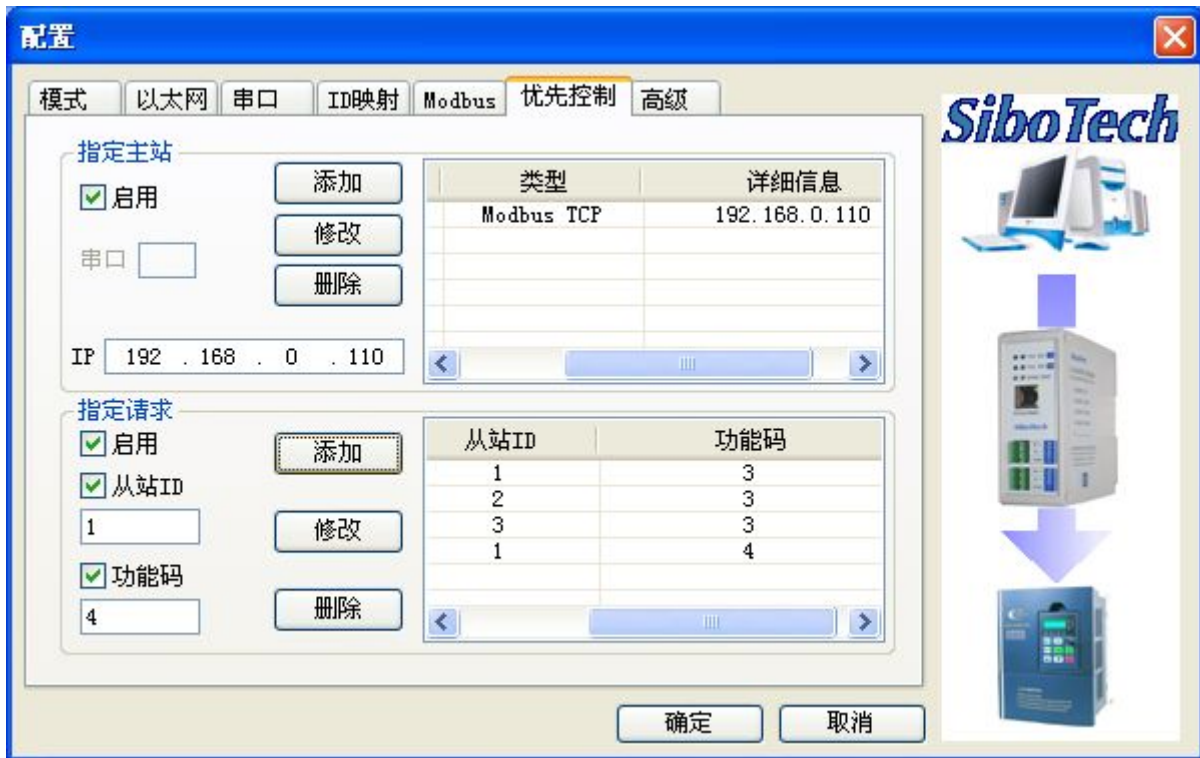 配置
模式 以太网 串口 ID映射 Modbus 优先控制 高级
SiboTech
指定主站
启用
添加
修改
删除
串口
IP 192 . 168 . 0 . 110
类型 详细信息
Modbus TCP 192.168.0.110
指定请求
启用
从站ID
1
功能码
4
添加
修改
删除
从站ID 功能码
1 3
2 3
3 3
1 4
确定 取消